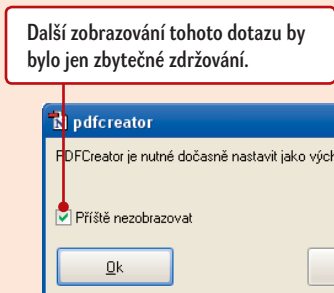 Další zobrazování tohoto dotazu by
bylo jen zbytečné zdržování.
pdfcreator
PDFCreator je nutné dočasně nastavit jako
Příště nezobrazovat
Ok